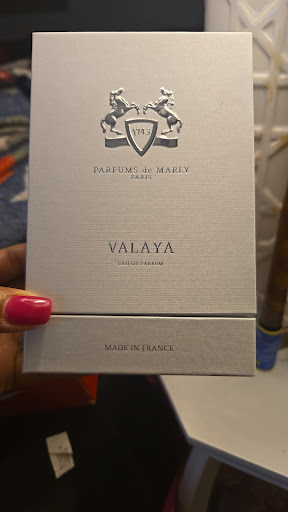 1743
PARFUMS de MARLY
PARIS
VALAYA
EAU DE PARFUM
MADE IN FRANCE